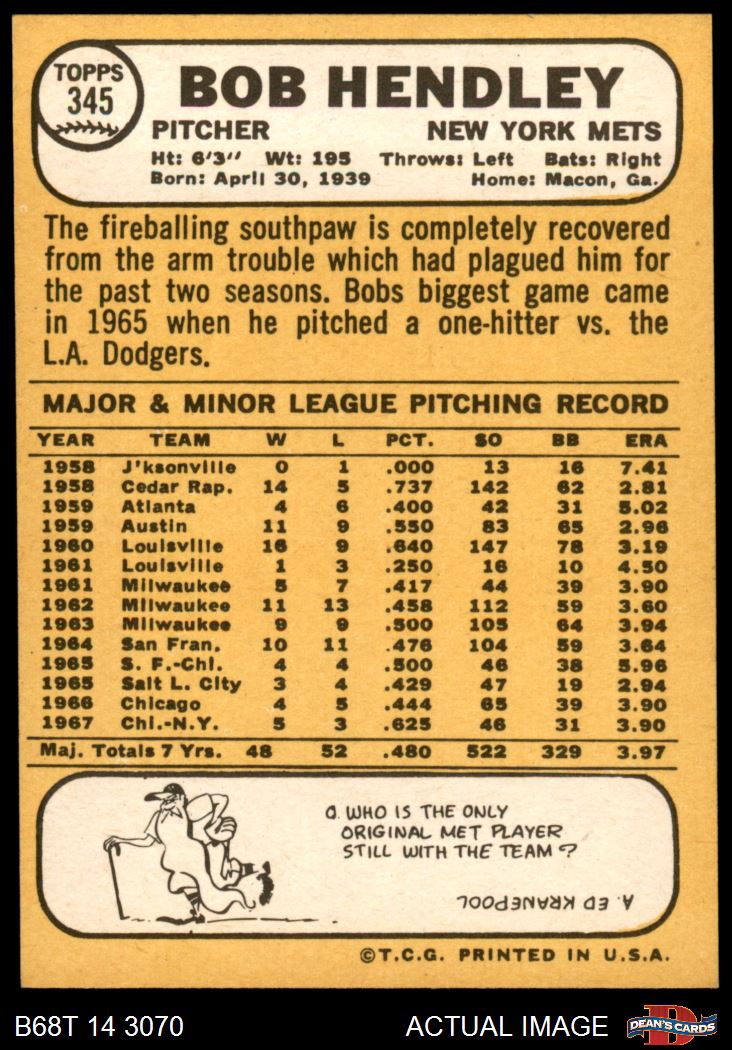 TOPPS
345
BOB HENDLEY
PITCHER NEW YORK METS
Ht: 6'3" Wt: 195 Throws: Left Bats: Right
Born: April 30, 1939 Home: Macon, Ga.
The fireballing southpaw is completely recovered
from the arm trouble which had plagued him for
the past two seasons. Bobs biggest game came
in 1965 when he pitched a one-hitter vs. the
L.A. Dodgers.
MAJOR & MINOR LEAGUE PITCHING RECORD
YEAR TEAM W L PCT. SO BB ERA
1958 J'ksonville 0 1 .000 13 16 7.41
1958 Cedar Rap. 14 5 .737 142 62 2.81
1959 Atlanta 4 6 .400 42 31 5.02
1959 Austin 11 9 .550 83 65 2.96
1960 Louisville 16 9 .640 147 78 3.19
1961 Louisville 1 3 .250 16 10 4.50
1961 Milwaukee 5 7 .417 44 39 3.90
1962 Milwaukee 11 13 .458 112 59 3.60
1963 Milwaukee 9 9 .500 105 64 3.94
1964 San Fran. 10 11 .476 104 59 3.64
1965 S. F.-Chi. 4 4 .500 46 38 5.96
1965 Salt L. City 3 4 .429 47 19 2.94
1966 Chicago 4 5 .444 65 39 3.90
1967 Chi.-N.Y. 5 3 .625 46 31 3.90
Maj. Totals 7 Yrs. 48 52 .480 522 329 3.97
Q. WHO IS THE ONLY
ORIGINAL MET PLAYER
STILL WITH THE TEAM?
A. ED KRANEPOOL
©T.C.G. PRINTED IN U.S.A.
B68T 14 3070 ACTUAL IMAGE DEAN'S CARDS